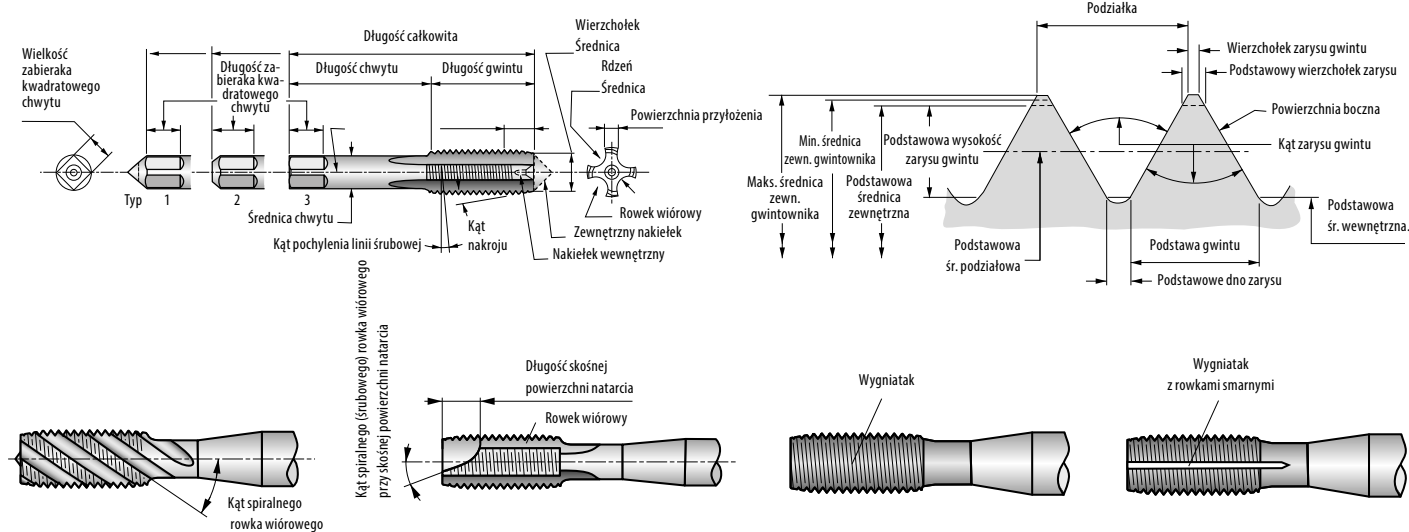 Wielkość
zabieraka
kwadratowego
chwytu
Długość całkowita
Długość za-
bieraka kwa-
dratowego
chwytu
Długość chwytu
Długość gwintu
Wierzchołek
Średnica
Rdzeń
Średnica
Powierzchnia przyłożenia
Typ 1 2 3
Średnica chwytu
Kąt pochylenia linii śrubowej
Kąt
nakroju
Rowek wiórowy
Zewnętrzny nakiełek
Nakiełek wewnętrzny
Podziałka
Wierzchołek zarysu gwintu
Podstawowy wierzchołek zarysu
Powierzchnia boczna
Kąt zarysu gwintu
Min. średnica
zewn. gwintownika
Podstawowa wysokość
zarysu gwintu
Maks. średnica
zewn.
gwintownika
Podstawowa
średnica
zewnętrzna
Podstawowa
śr. podziałowa
Podstawa gwintu
Podstawowe dno zarysu
Podstawowa
śr. wewnętrzna.
Kąt spiralnego
rowka wiórowego
Kąt spiralnego (śrubowego) rowka wiórowego
przy skośnej powierzchni natarcia
Długość skośnej
powierzchni natarcia
Rowek wiórowy
Wygniatak
Wygniatak
z rowkami smarnymi